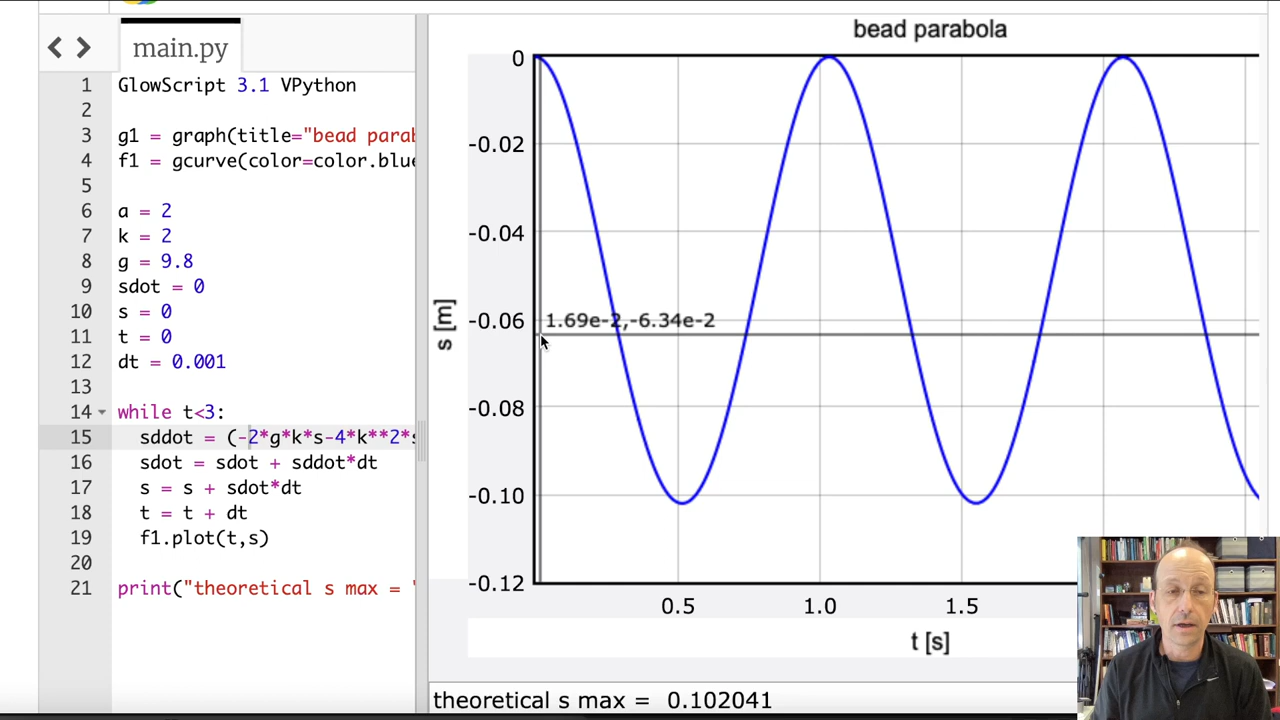 main.py
1 GlowScript 3.1 VPython
2
3 g1 = graph(title="bead parab
4 f1 = gcurve(color=color.blue
5
6 a = 2
7 k = 2
8 g = 9.8
9 sdot = 0
10 s = 0
11 t = 0
12 dt = 0.001
13
14 while t<3:
15 sddot = (-2*g*k*s-4*k**2*s
16 sdot = sdot + sddot*dt
17 s = s + sdot*dt
18 t = t + dt
19 f1.plot(t,s)
20
21 print("theoretical s max = "
bead parabola
0
-0.02
-0.04
-0.06
-0.08
-0.10
-0.12
s [m]
1.69e-2,-6.34e-2
0.5 1.0 1.5
t [s]
theoretical s max = 0.102041